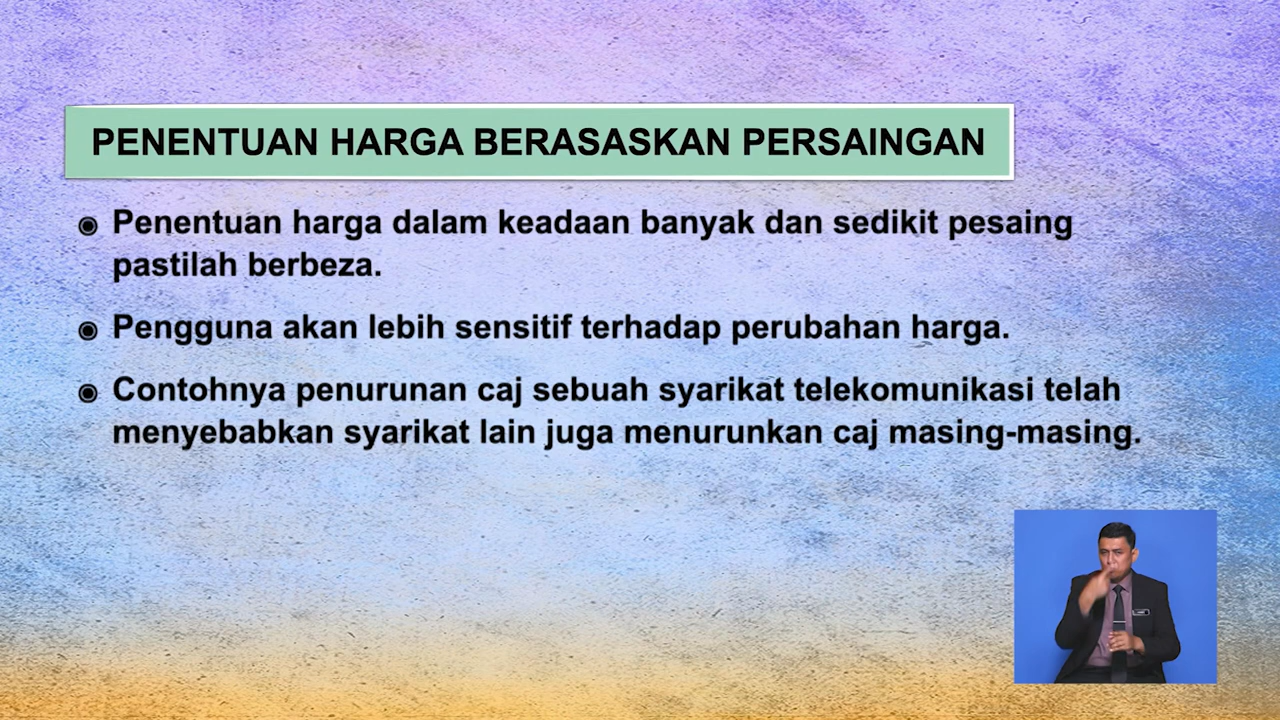 PENENTUAN HARGA BERASASKAN PERSAINGAN
Penentuan harga dalam keadaan banyak dan sedikit pesaing
pastilah berbeza.
Pengguna akan lebih sensitif terhadap perubahan harga.
Contohnya penurunan caj sebuah syarikat telekomunikasi telah
menyebabkan syarikat lain juga menurunkan caj masing-masing.